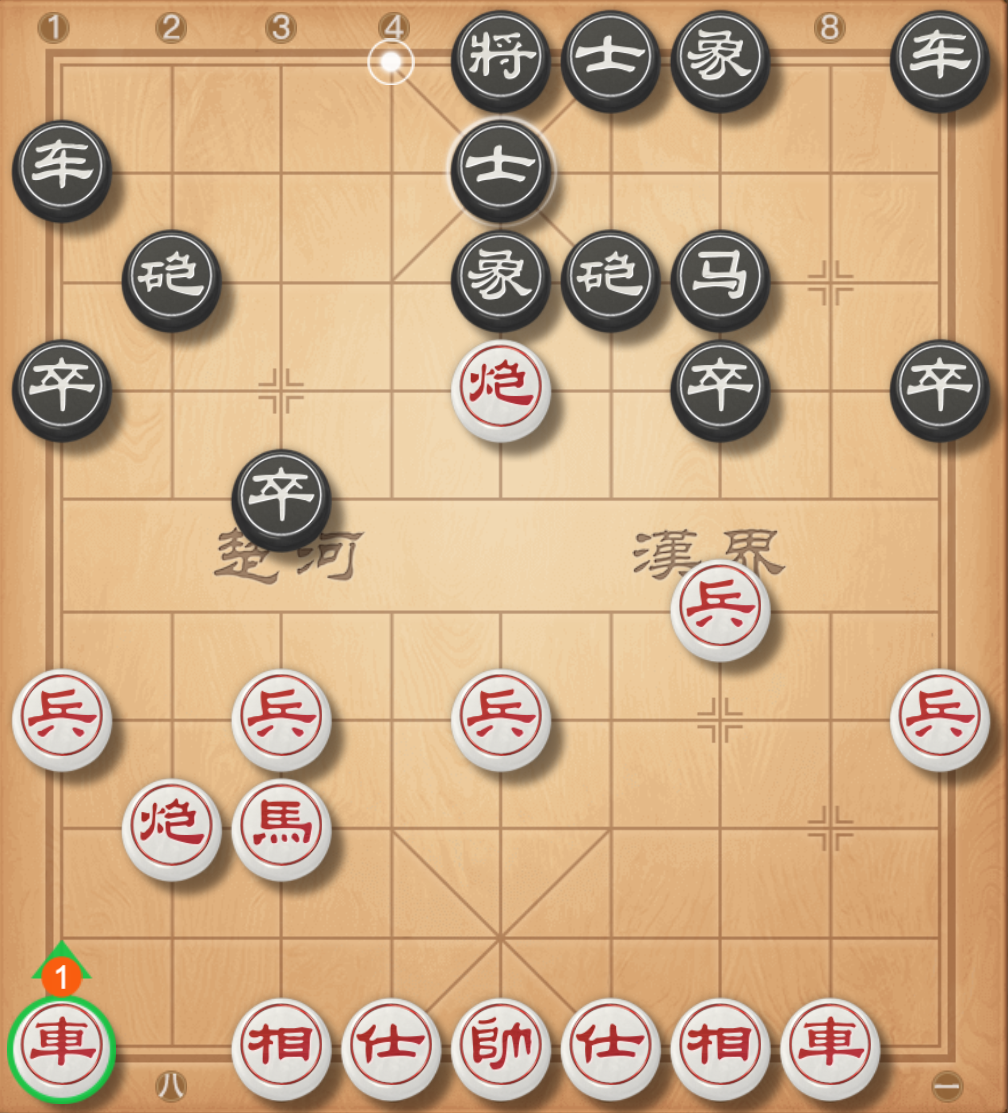 1 2 3 4 8
將 士 象 车
车 士
砲 象 砲 马
卒 炮 卒 卒
卒
楚河 漢界
兵
兵 兵 兵 兵
炮 馬
1
車 相 仕 帥 仕 相 車
八 一